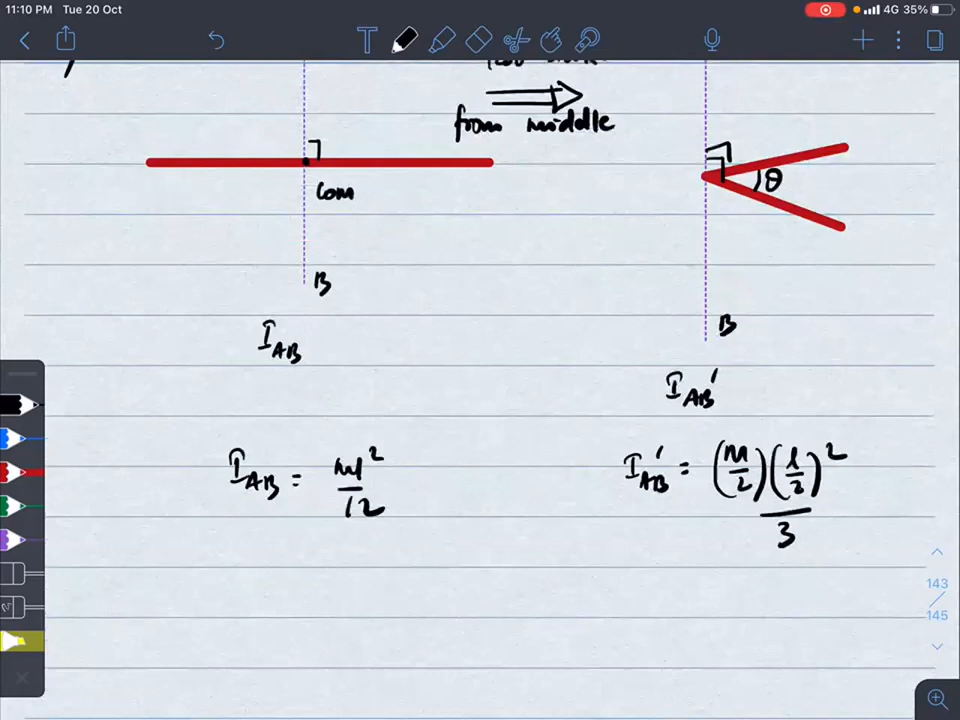 11:10 PM Tue 20 Oct
4G 35%
from middle
θ
COM
B
B
I_AB
I_AB'
I_AB = ml²/12
I_AB' = (m/2)(l/2)²/3
143
145